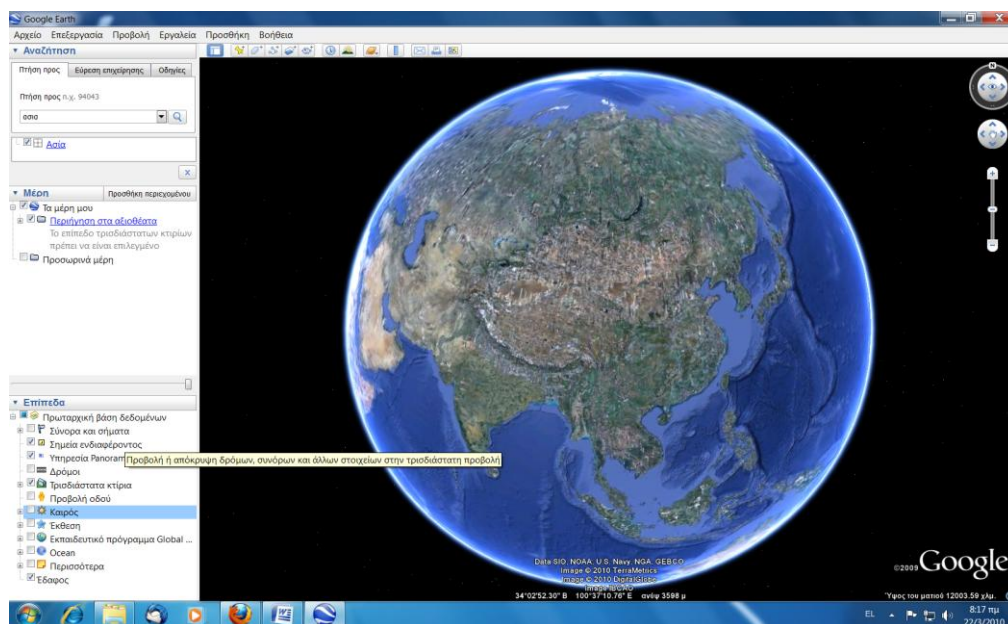 Google Earth
Αρχείο Επεξεργασία Προβολή Εργαλεία Προσθήκη Βοήθεια
Αναζήτηση
Πτήση προς Εύρεση επιχείρησης Οδηγίες
Πτήση προς π.χ. 94043
ασια
Ασία
Μέρη Προσθήκη περιεχομένου
Τα μέρη μου
Περιήγηση στα αξιοθέατα
Το επίπεδο τρισδιάστατων κτιρίων
πρέπει να είναι επιλεγμένο
Προσωρινά μέρη
Επίπεδα
Πρωταρχική βάση δεδομένων
Σύνορα και σήματα
Σημεία ενδιαφέροντος
Υπηρεσία Panoram
Προβολή ή απόκρυψη δρόμων, συνόρων και άλλων στοιχείων στην τρισδιάστατη προβολή
Δρόμοι
Τρισδιάστατα κτίρια
Προβολή οδού
Καιρός
Έκθεση
Εκπαιδευτικό πρόγραμμα Global ...
Ocean
Περισσότερα
Έδαφος
N
Data SIO, NOAA, U.S. Navy, NGA, GEBCO
Image © 2010 TerraMetrics
Image © 2010 DigitalGlobe
Image IBCAO
©2009 Google
34°02'52.30" Β 100°37'10.76" Ε ανύψ 3598 μ
Ύψος του ματιού 12003.59 χλμ.
EL
8:17 πμ
22/3/2010